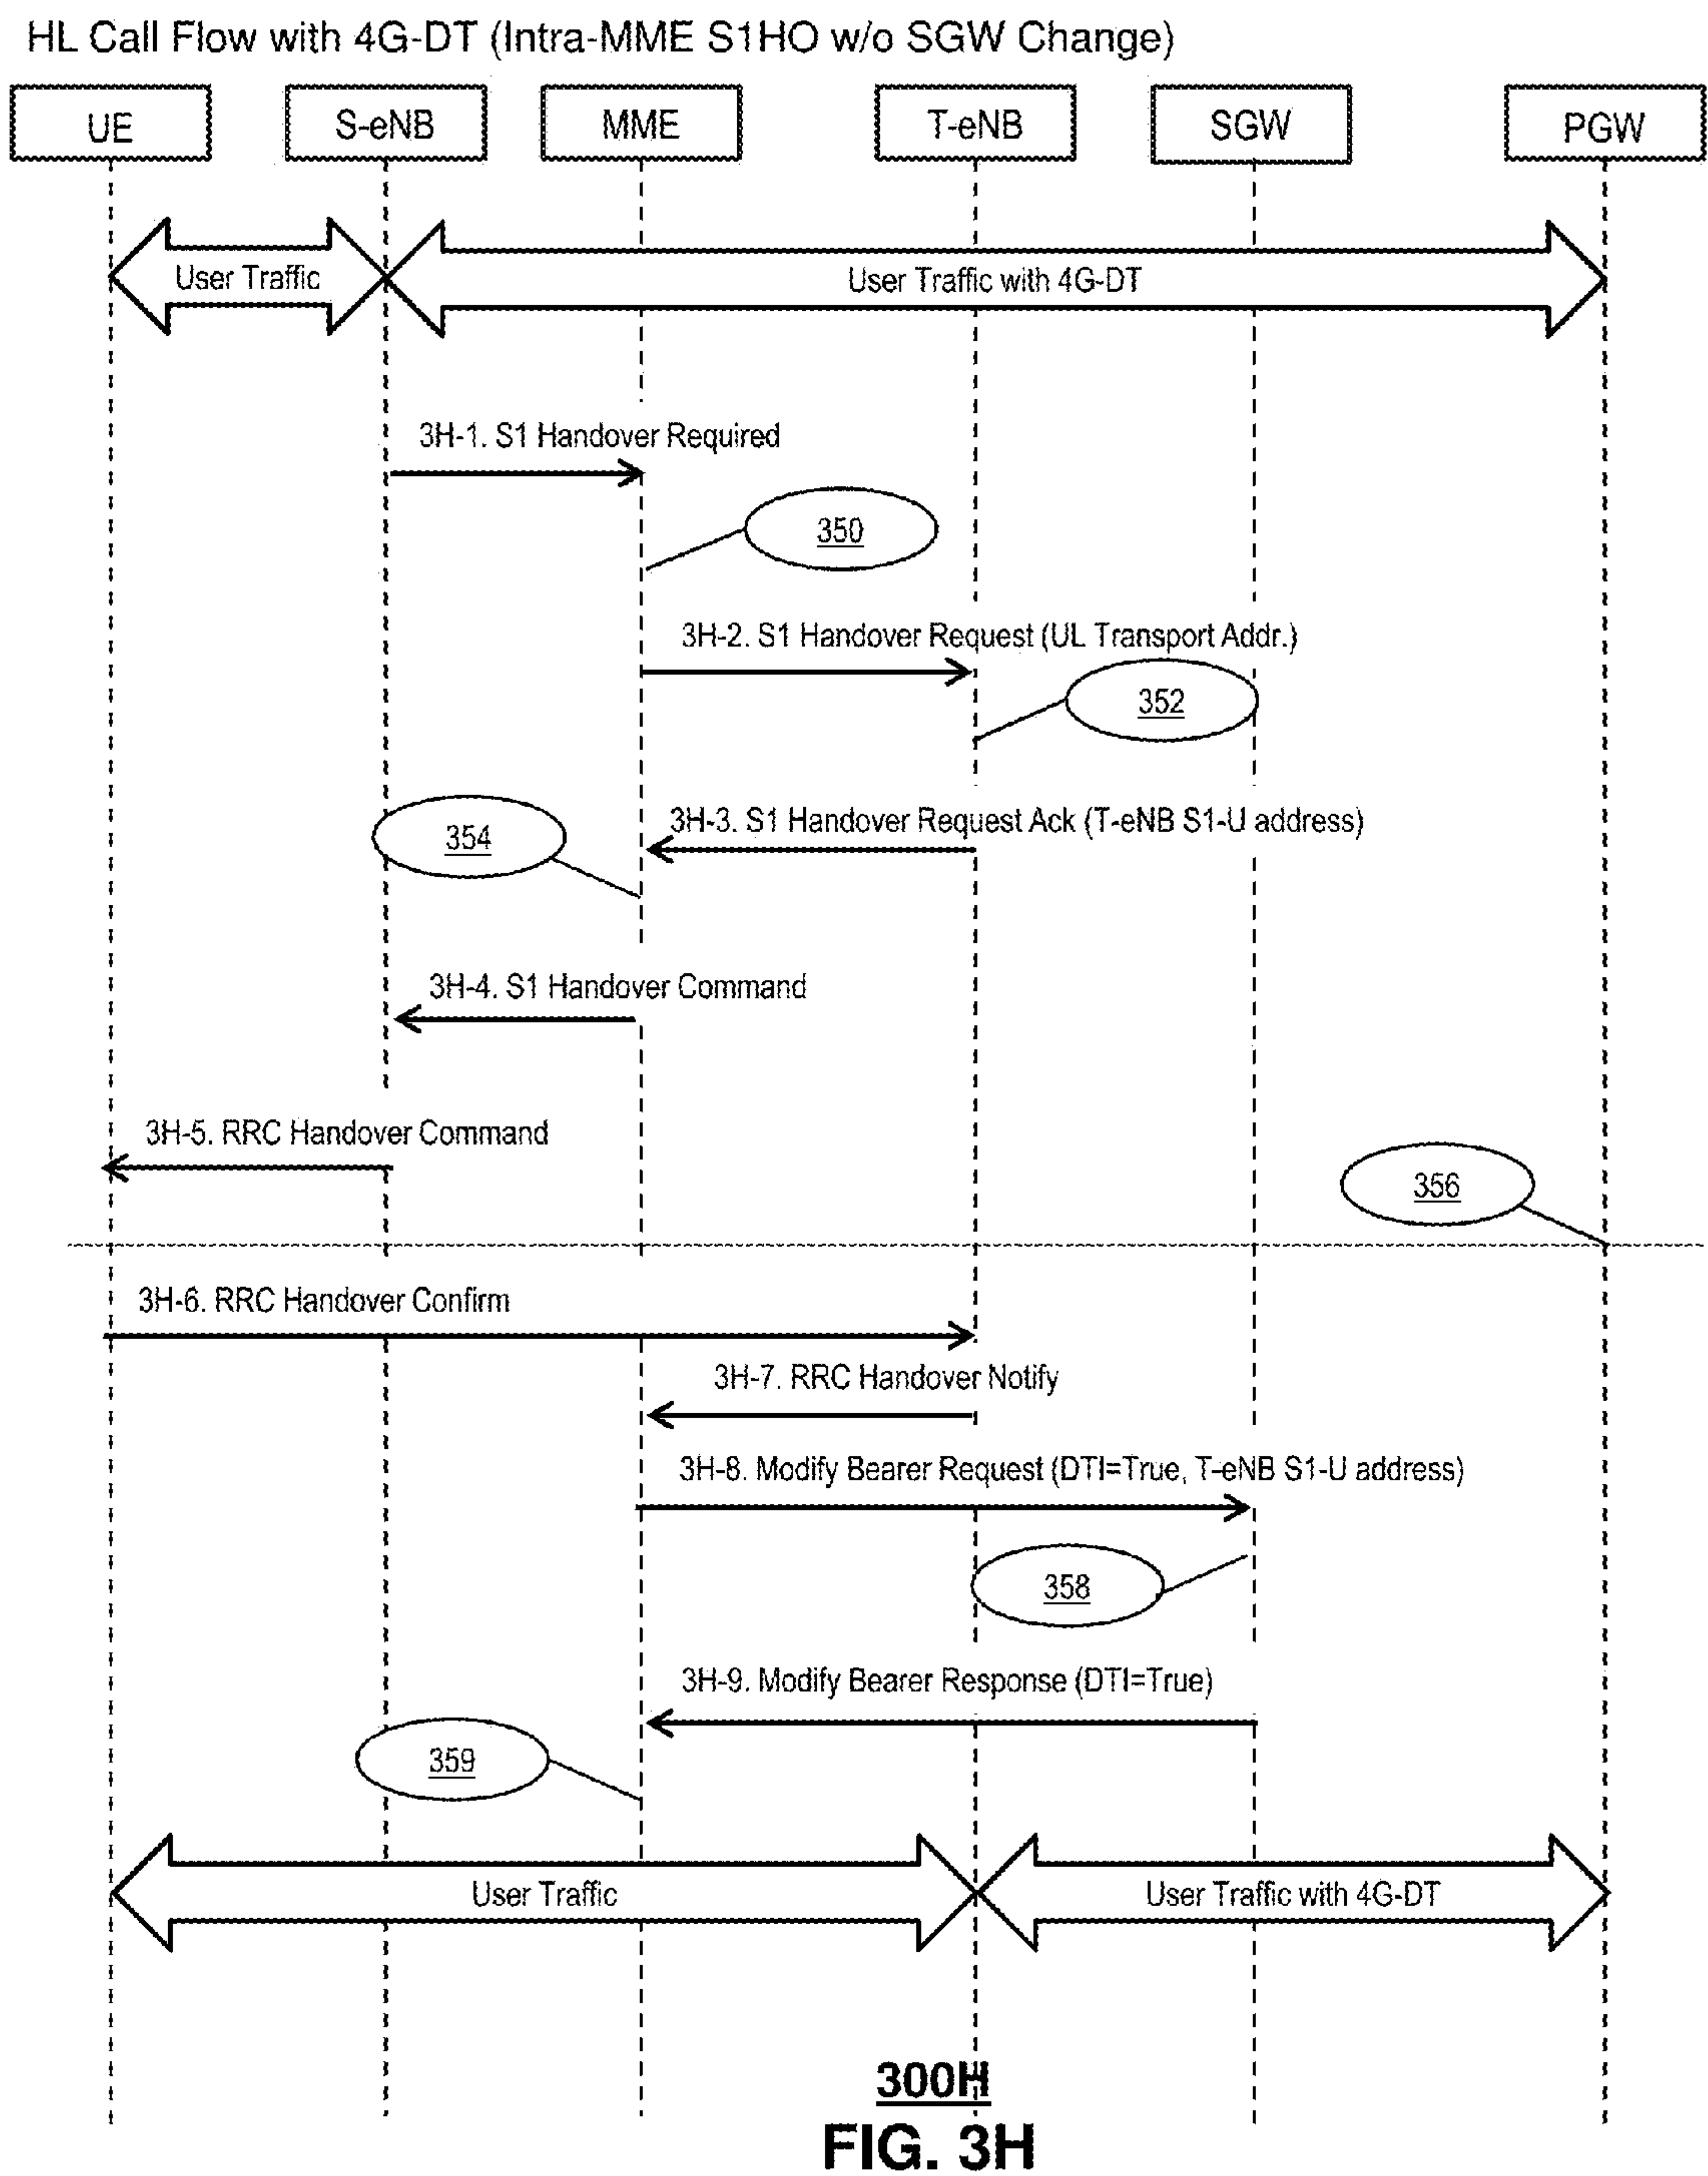 HL Call Flow with 4G-DT (Intra-MME S1HO w/o SGW Change)
UE S-eNB MME T-eNB SGW PGW
User Traffic User Traffic with 4G-DT
3H-1. S1 Handover Required
350
3H-2. S1 Handover Request (UL Transport Addr.)
352
3H-3. S1 Handover Request Ack (T-eNB S1-U address)
354
3H-4. S1 Handover Command
3H-5. RRC Handover Command
356
3H-6. RRC Handover Confirm
3H-7. RRC Handover Notify
3H-8. Modify Bearer Request (DTI=True, T-eNB S1-U address)
358
3H-9. Modify Bearer Response (DTI=True)
359
User Traffic User Traffic with 4G-DT
300H
FIG. 3H